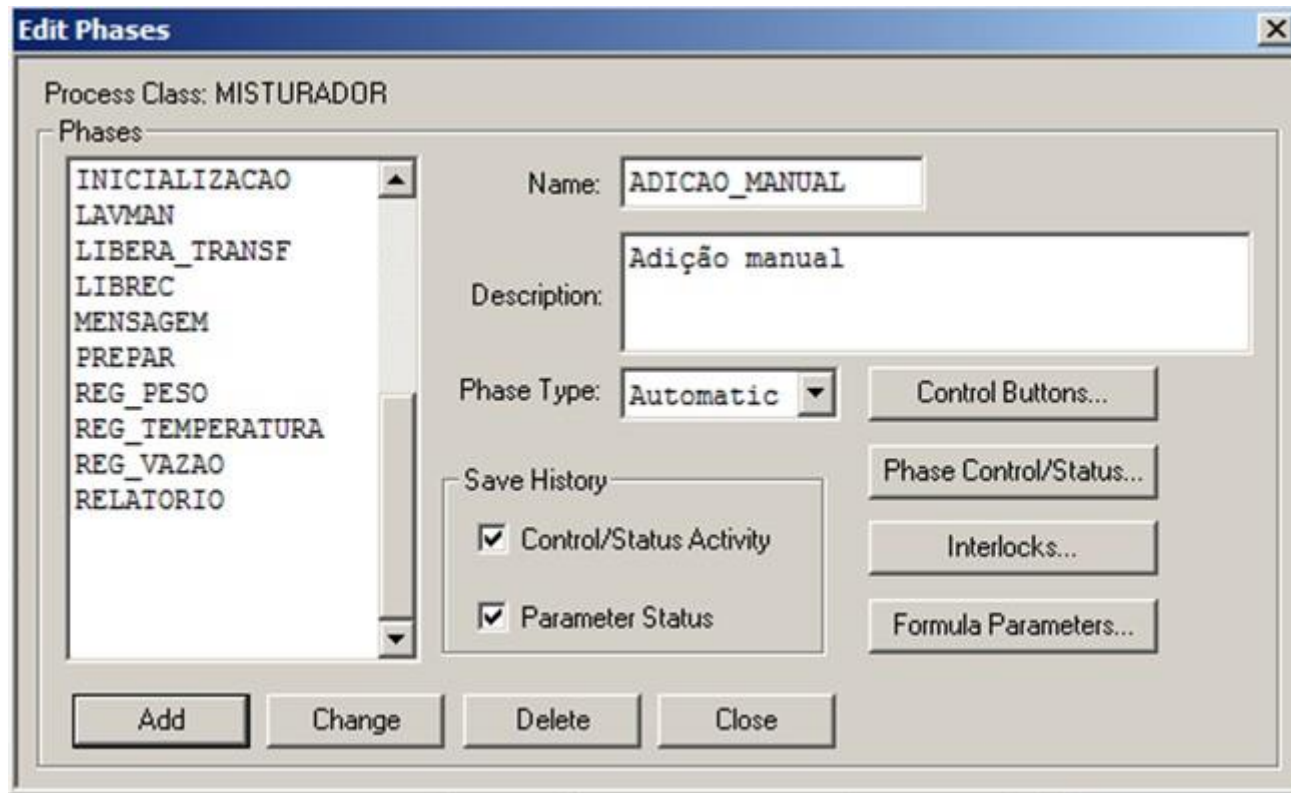 Edit Phases
Process Class: MISTURADOR
Phases
INICIALIZACAO
LAVMAN
LIBERA_TRANSF
LIBREC
MENSAGEM
PREPAR
REG_PESO
REG_TEMPERATURA
REG_VAZAO
RELATORIO
Name: ADICAO_MANUAL
Description: Adição manual
Phase Type: Automatic
Save History
Control/Status Activity
Parameter Status
Control Buttons...
Phase Control/Status...
Interlocks...
Formula Parameters...
Add Change Delete Close